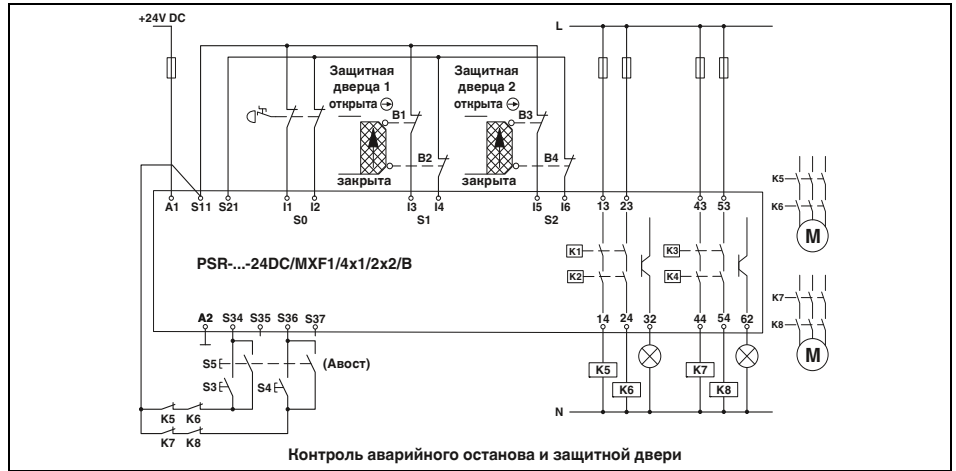 +24V DC
L
Защитная
дверца 1
открыта
Защитная
дверца 2
открыта
B1
B3
B2
B4
закрыта
закрыта
K5
K6
M
A1 S11 S21 I1 I2 I3 I4 I5 I6 13 23 43 53
S0 S1 S2
K1 K3
K2 K4
PSR-...-24DC/MXF1/4x1/2x2/B
K7
K8
M
A2 S34 S35 S36 S37 14 24 32 44 54 62
S5
(Авост)
S3 S4
K5 K7
K6 K8
K5 K6
N
K7 K8
Контроль аварийного останова и защитной двери